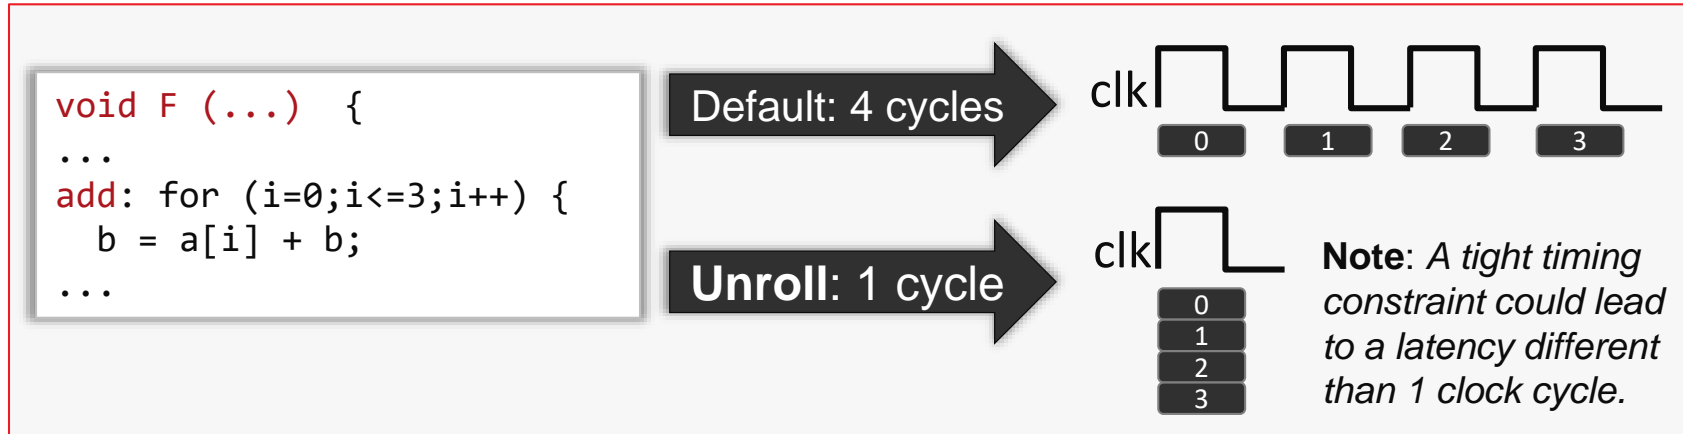 void F (...)  {
...
add: for (i=0;i<=3;i++) {
  b = a[i] + b;
...
Default: 4 cycles
clk
0 1 2 3
Unroll: 1 cycle
clk
0
1
2
3
Note: A tight timing
constraint could lead
to a latency different
than 1 clock cycle.